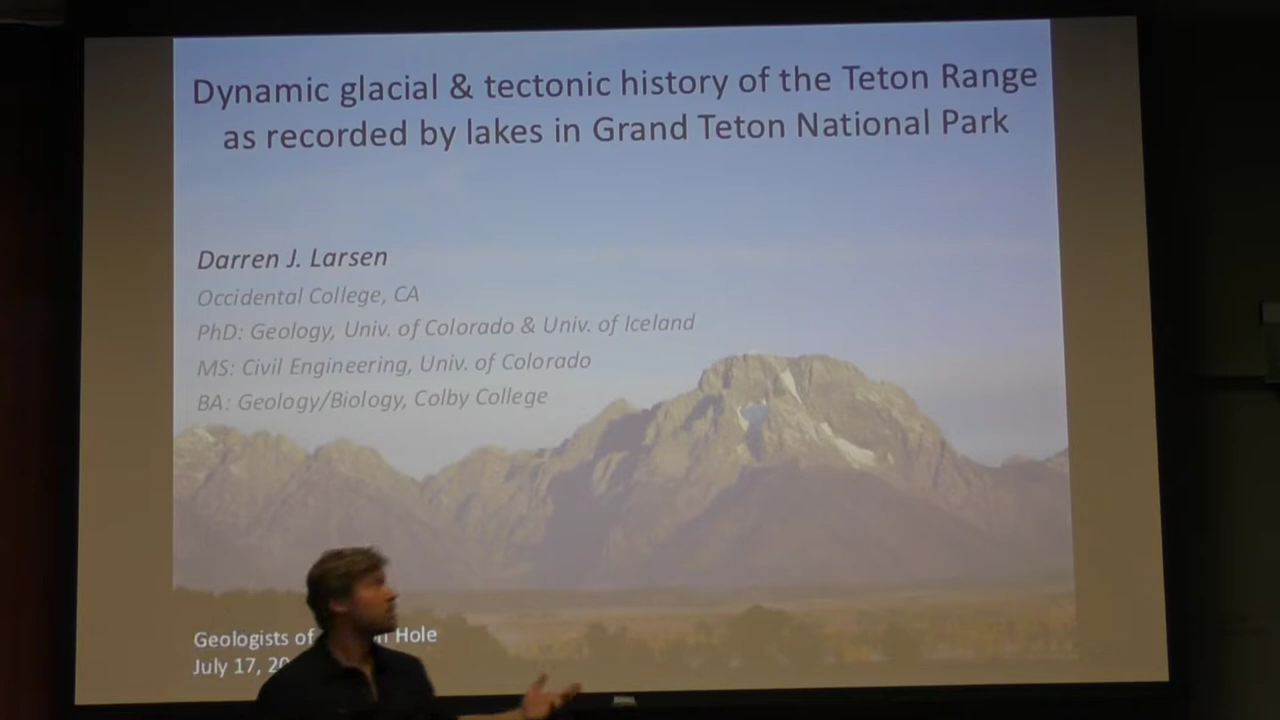 Dynamic glacial & tectonic history of the Teton Range
as recorded by lakes in Grand Teton National Park
Darren J. Larsen
Occidental College, CA
PhD: Geology, Univ. of Colorado & Univ. of Iceland
MS: Civil Engineering, Univ. of Colorado
BA: Geology/Biology, Colby College
Geologists of Hole
July 17,